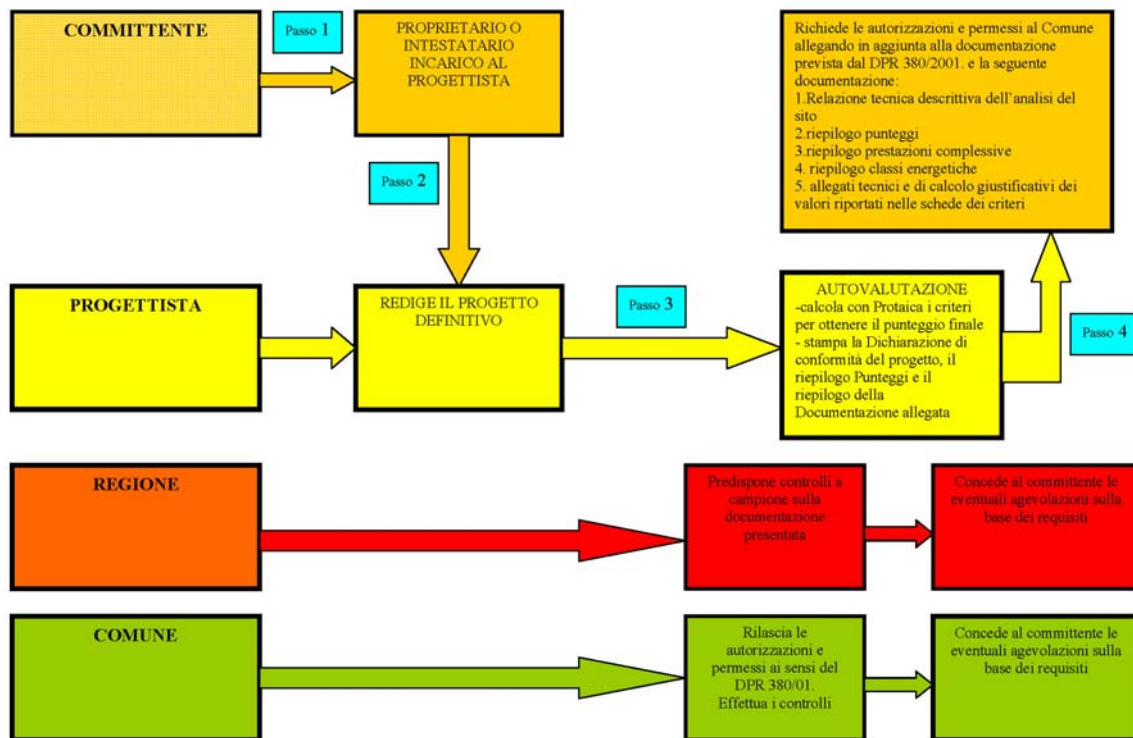 COMMITTENTE
Passo 1
PROPRIETARIO O
INTESTATARIO
INCARICO AL
PROGETTISTA
Richiede le autorizzazioni e permessi al Comune
allegando in aggiunta alla documentazione
prevista dal DPR 380/2001. e la seguente
documentazione:
1.Relazione tecnica descrittiva dell'analisi del
sito
2.riepilogo punteggi
3.riepilogo prestazioni complessive
4. riepilogo classi energetiche
5. allegati tecnici e di calcolo giustificativi dei
valori riportati nelle schede dei criteri
Passo 2
PROGETTISTA
REDIGE IL PROGETTO
DEFINITIVO
Passo 3
AUTOVALUTAZIONE
-calcola con Protaica i criteri
per ottenere il punteggio finale
- stampa la Dichiarazione di
conformità del progetto, il
riepilogo Punteggi e il
riepilogo della
Documentazione allegata
Passo 4
REGIONE
Predispone controlli a
campione sulla
documentazione
presentata
Concede al committente le
eventuali agevolazioni sulla
base dei requisiti
COMUNE
Rilascia le
autorizzazioni e
permessi ai sensi del
DPR 380/01.
Effettua i controlli
Concede al committente le
eventuali agevolazioni sulla
base dei requisiti